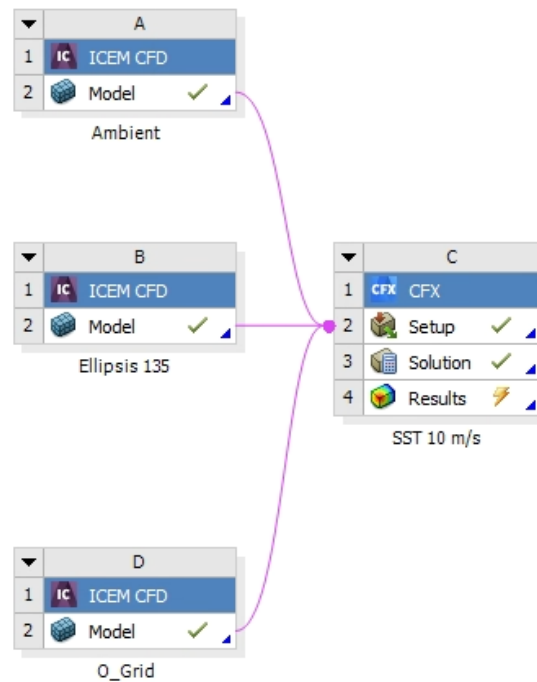 A
1 IC ICEM CFD
2 Model
Ambient
B
1 IC ICEM CFD
2 Model
Ellipsis 135
C
1 CFX CFX
2 Setup
3 Solution
4 Results
SST 10 m/s
D
1 IC ICEM CFD
2 Model
O_Grid